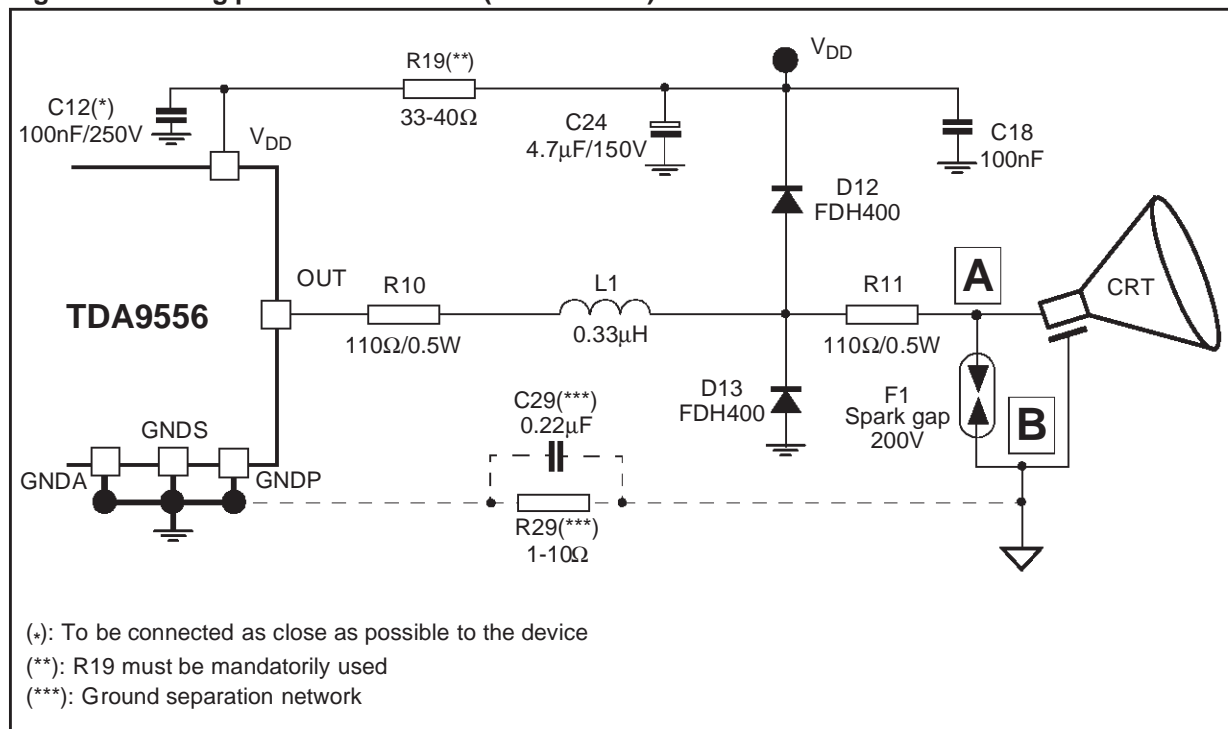 R19(**)
33-40Ω
C12(*)
100nF/250V
V_DD
C24
4.7μF/150V
V_DD
C18
100nF
D12
FDH400
TDA9556
OUT
R10
110Ω/0.5W
L1
0.33μH
R11
110Ω/0.5W
A
CRT
D13
FDH400
F1
Spark gap
200V
B
C29(***)
0.22μF
GNDS
GNDA
GNDP
R29(***)
1-10Ω
(*): To be connected as close as possible to the device
(**): R19 must be mandatorily used
(***): Ground separation network